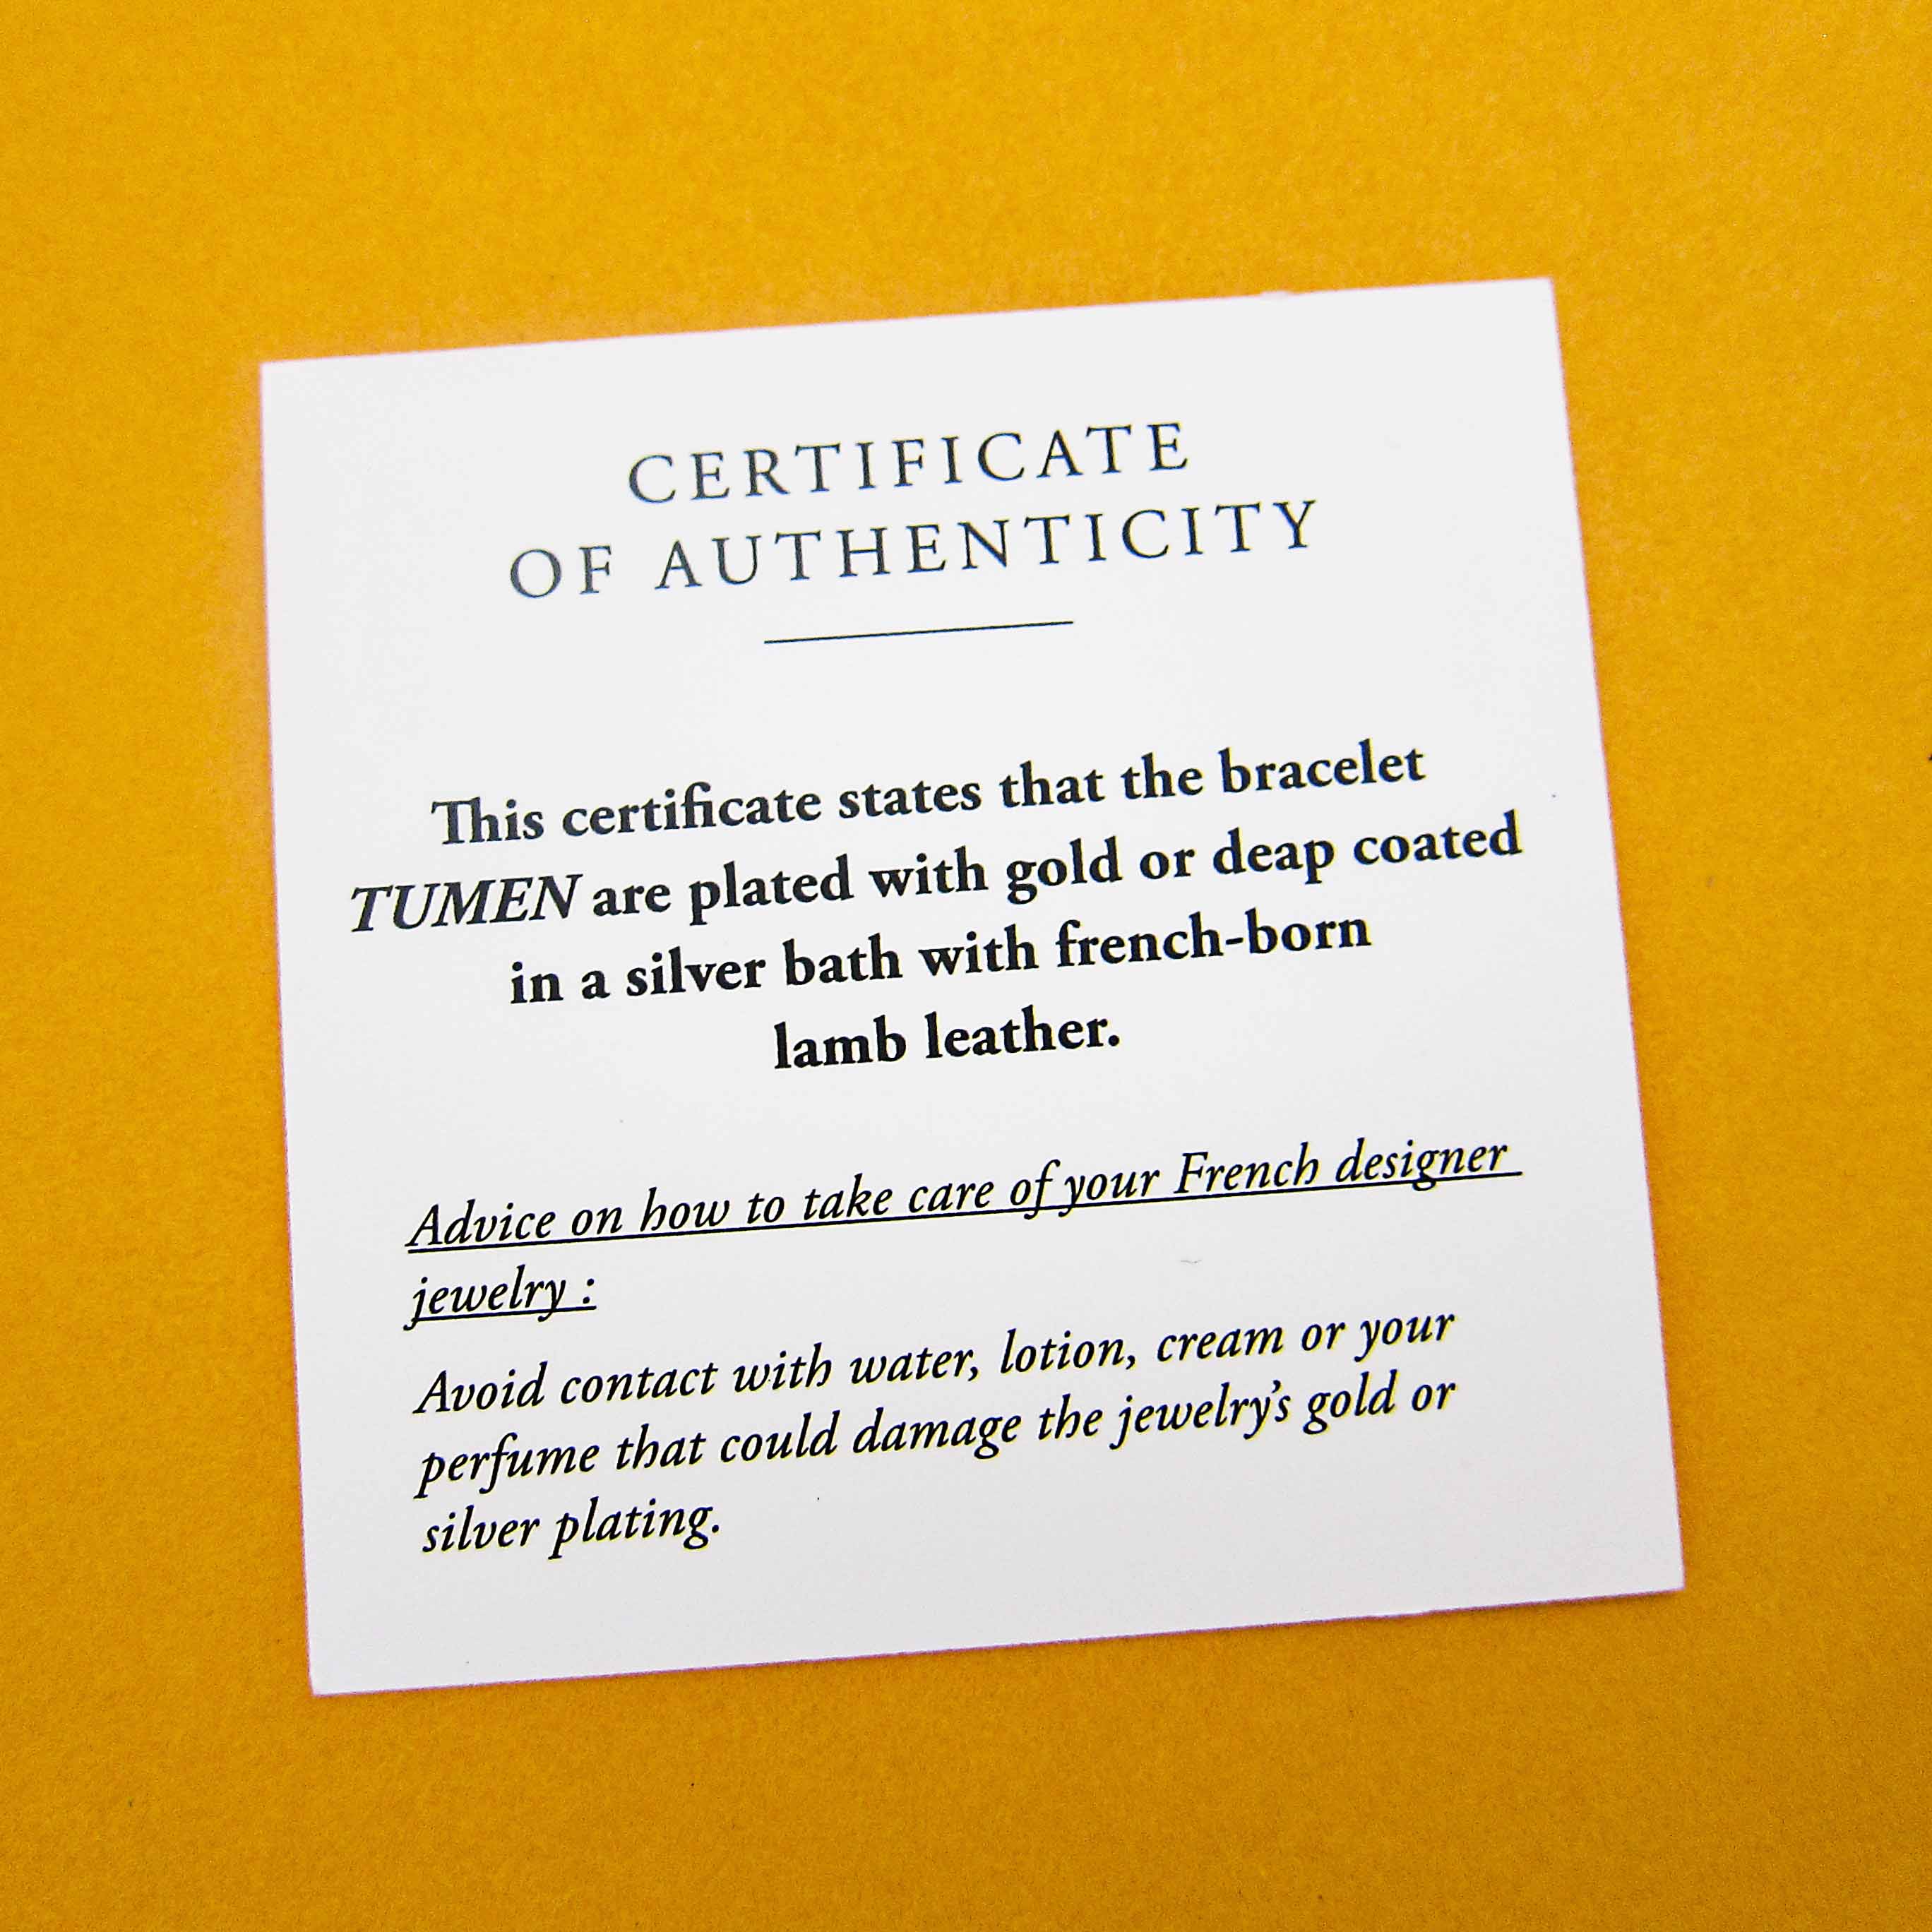 CERTIFICATE
OF AUTHENTICITY
This certificate states that the bracelet
TUMEN are plated with gold or deap coated
in a silver bath with french-born
lamb leather.
Advice on how to take care of your French designer
jewelry :
Avoid contact with water, lotion, cream or your
perfume that could damage the jewelry's gold or
silver plating.